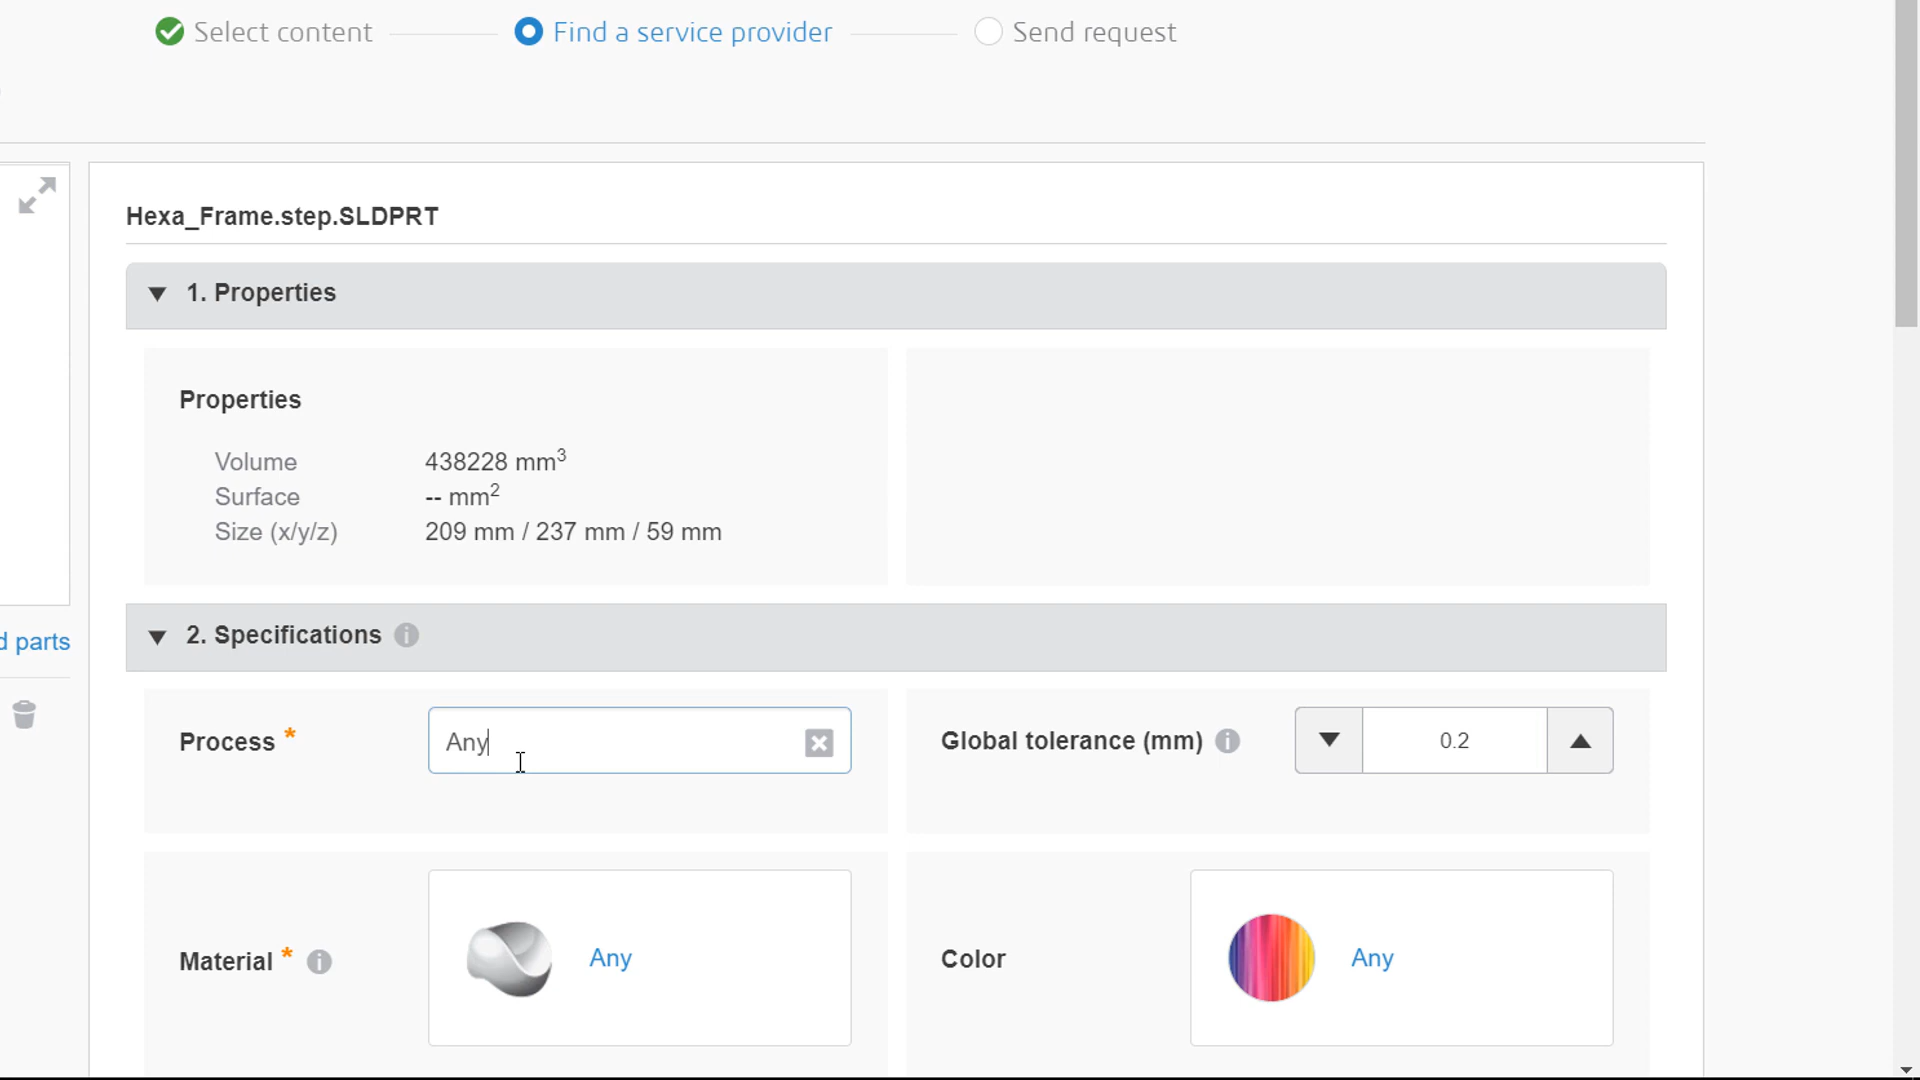 Select content
Find a service provider
Send request
Hexa_Frame.step.SLDPRT
1. Properties
Properties
Volume 438228 mm³
Surface -- mm²
Size (x/y/z) 209 mm / 237 mm / 59 mm
d parts
2. Specifications
Process * Any
Global tolerance (mm) 0.2
Material * Any
Color Any